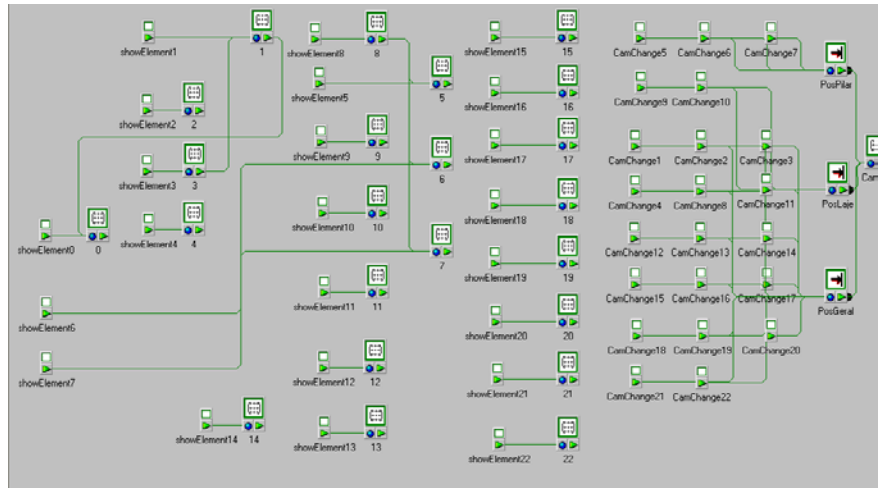 showElement1
1
showElement8
8
showElement15
15
CamChange5
CamChange6
CamChange7
PosPilar
showElement5
5
showElement2
2
showElement16
16
CamChange9
CamChange10
showElement9
9
showElement17
17
CamChange1
CamChange2
CamChange3
showElement3
3
6
Cam
CamChange4
CamChange8
CamChange11
PosLaje
showElement10
10
showElement18
18
showElement0
0
showElement4
4
7
CamChange12
CamChange13
CamChange14
showElement19
19
showElement11
11
CamChange15
CamChange16
CamChange17
PosGeral
showElement6
showElement20
20
CamChange18
CamChange19
CamChange20
showElement7
showElement12
12
showElement21
21
CamChange21
CamChange22
showElement14
14
showElement13
13
showElement22
22